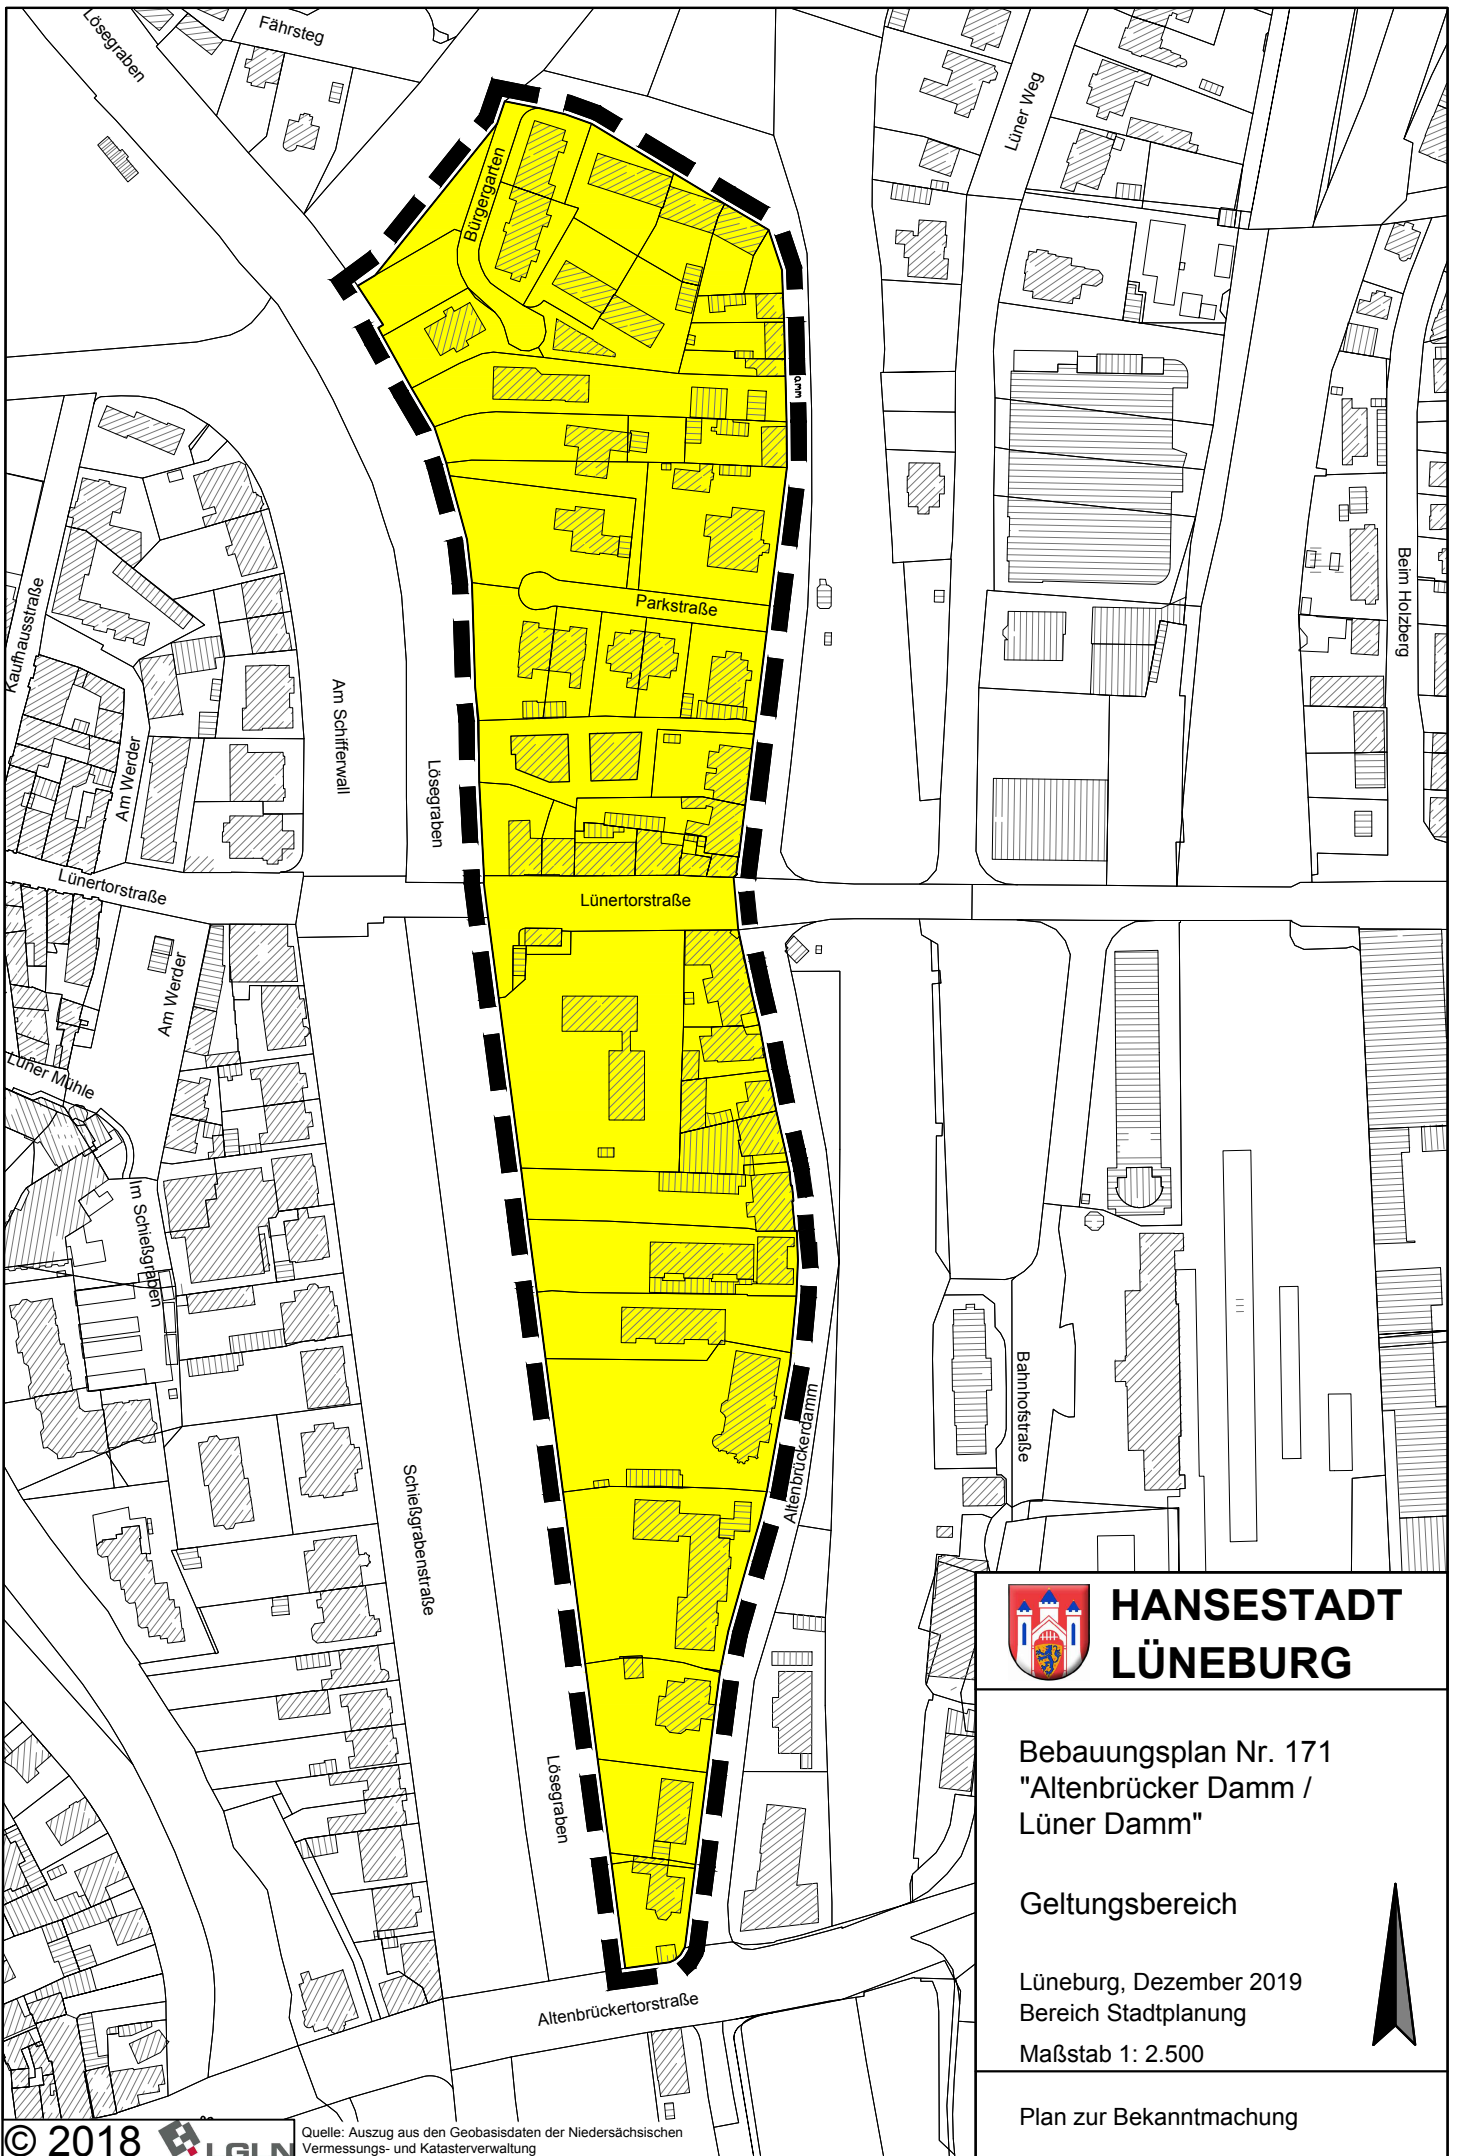 Lösegraben
Fährsteg
Lüner Weg
Bürgergarten
amm
Kaufhausstraße
Parkstraße
Beim Holzberg
Am Schifferwall
Am Werder
Lösegraben
Lünertorstraße
Lünertorstraße
Am Werder
Lüner Mühle
Im Schießgraben
Bahnhofstraße
Altenbrückerdamm
Schießgrabenstraße
Lösegraben
Altenbrückertorstraße
HANSESTADT
LÜNEBURG
Bebauungsplan Nr. 171
"Altenbrücker Damm /
Lüner Damm"
Geltungsbereich
Lüneburg, Dezember 2019
Bereich Stadtplanung
Maßstab 1: 2.500
Plan zur Bekanntmachung
© 2018 LGLN
Quelle: Auszug aus den Geobasisdaten der Niedersächsischen
Vermessungs- und Katasterverwaltung